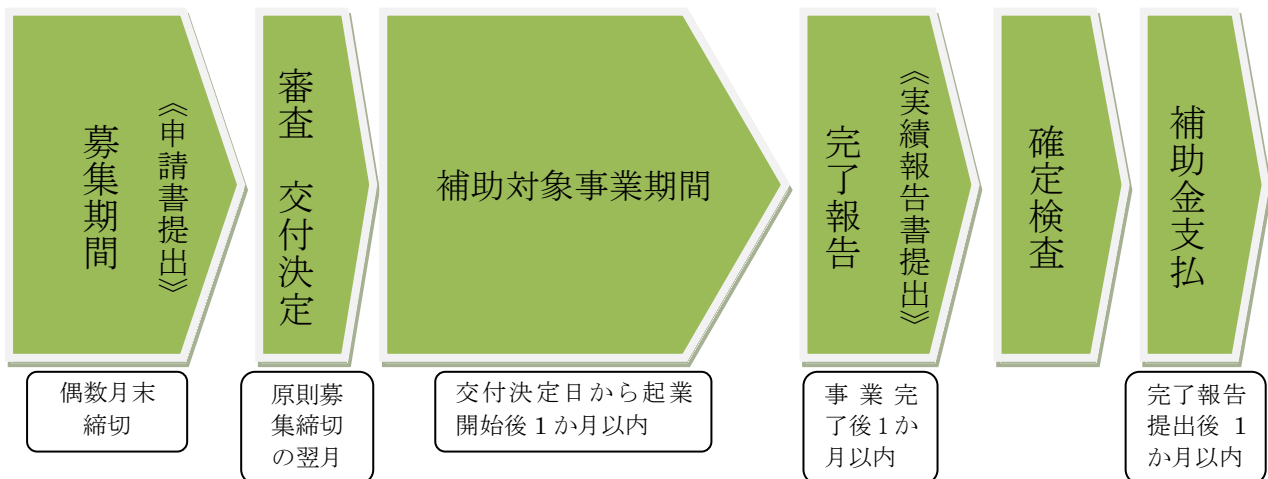 募集期間
《申請書提出》
審査　交付決定
補助対象事業期間
完了報告
《実績報告書提出》
確定検査
補助金支払
偶数月末
締切
原則募
集締切
の翌月
交付決定日から起業
開始後１か月以内
事業完
了後１か
月以内
完了報告
提出後 １
か月以内